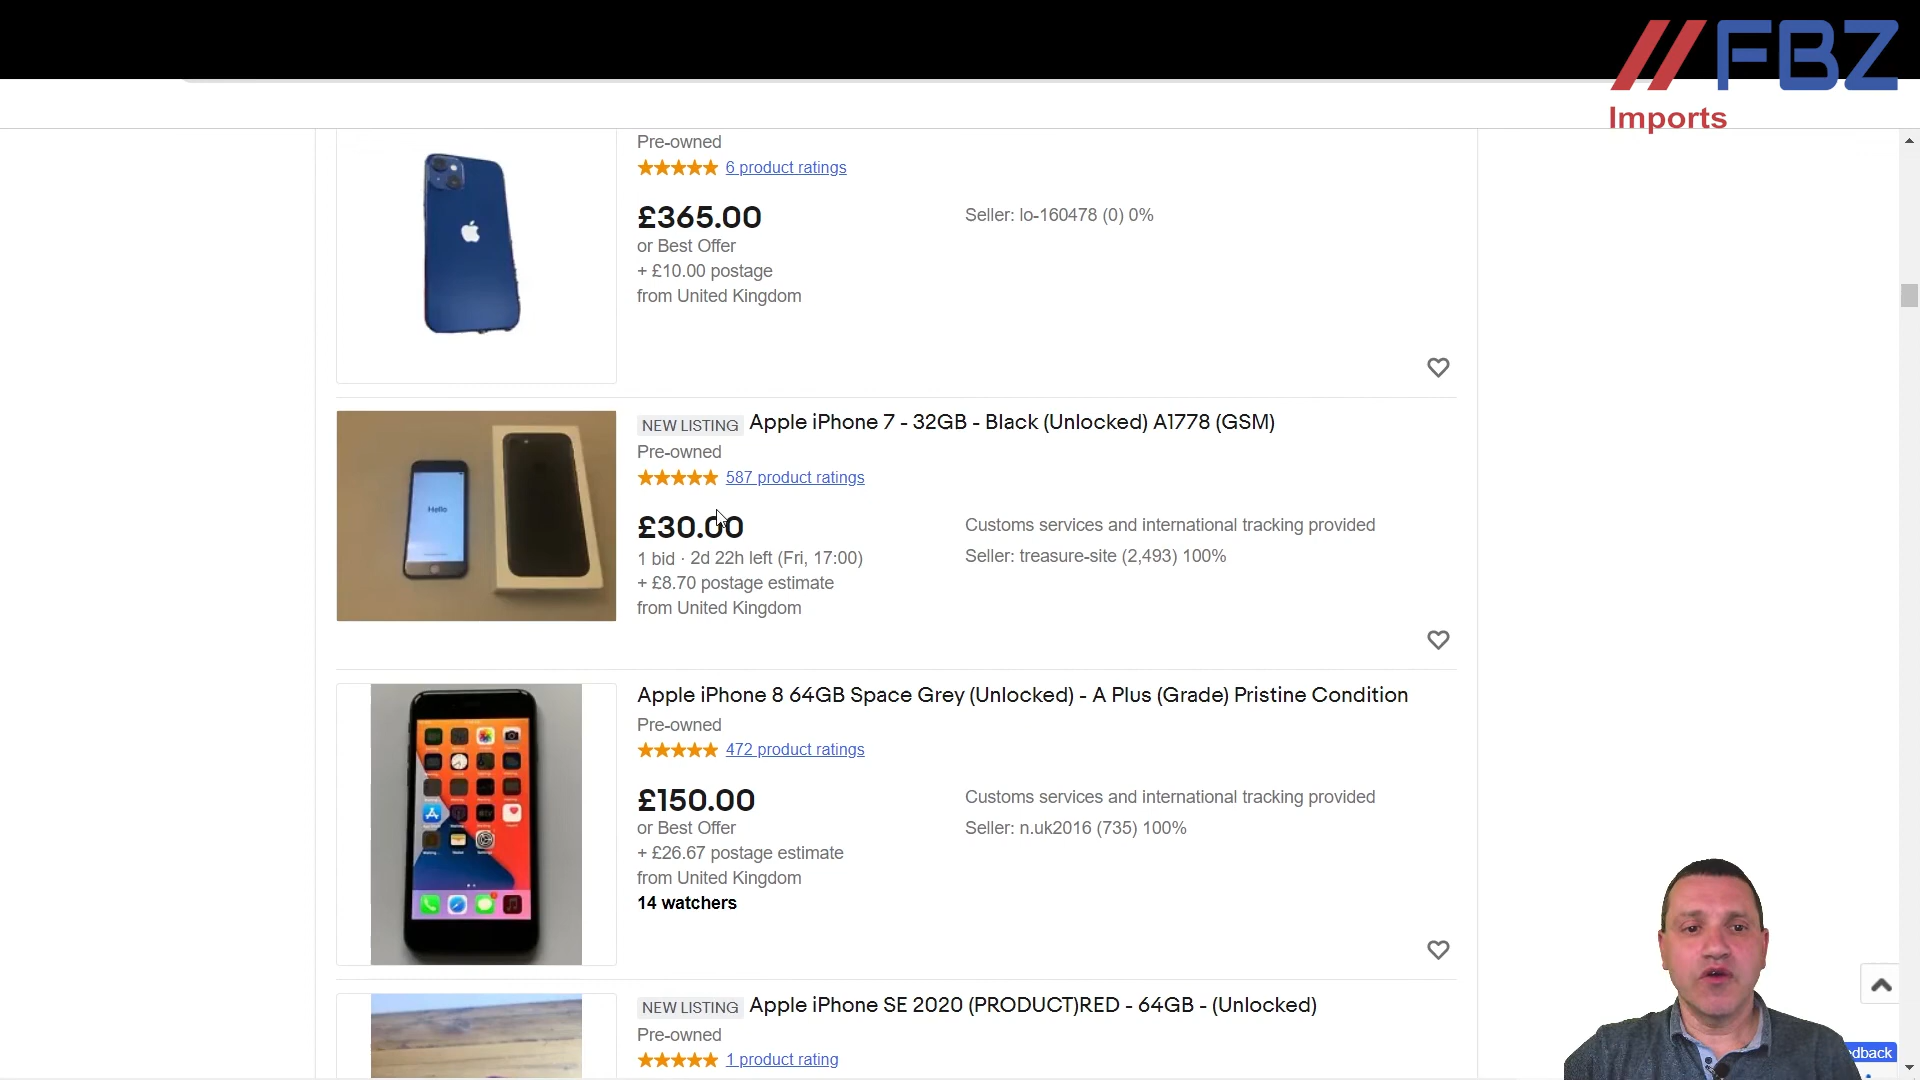 //FBZ
Imports
Pre-owned
6 product ratings
£365.00
or Best Offer
+ £10.00 postage
from United Kingdom
Seller: lo-160478 (0) 0%
NEW LISTING Apple iPhone 7 - 32GB - Black (Unlocked) A1778 (GSM)
Pre-owned
587 product ratings
£30.00
1 bid · 2d 22h left (Fri, 17:00)
+ £8.70 postage estimate
from United Kingdom
Customs services and international tracking provided
Seller: treasure-site (2,493) 100%
Hello
Apple iPhone 8 64GB Space Grey (Unlocked) - A Plus (Grade) Pristine Condition
Pre-owned
472 product ratings
£150.00
or Best Offer
+ £26.67 postage estimate
from United Kingdom
14 watchers
Customs services and international tracking provided
Seller: n.uk2016 (735) 100%
NEW LISTING Apple iPhone SE 2020 (PRODUCT)RED - 64GB - (Unlocked)
Pre-owned
1 product rating
dback